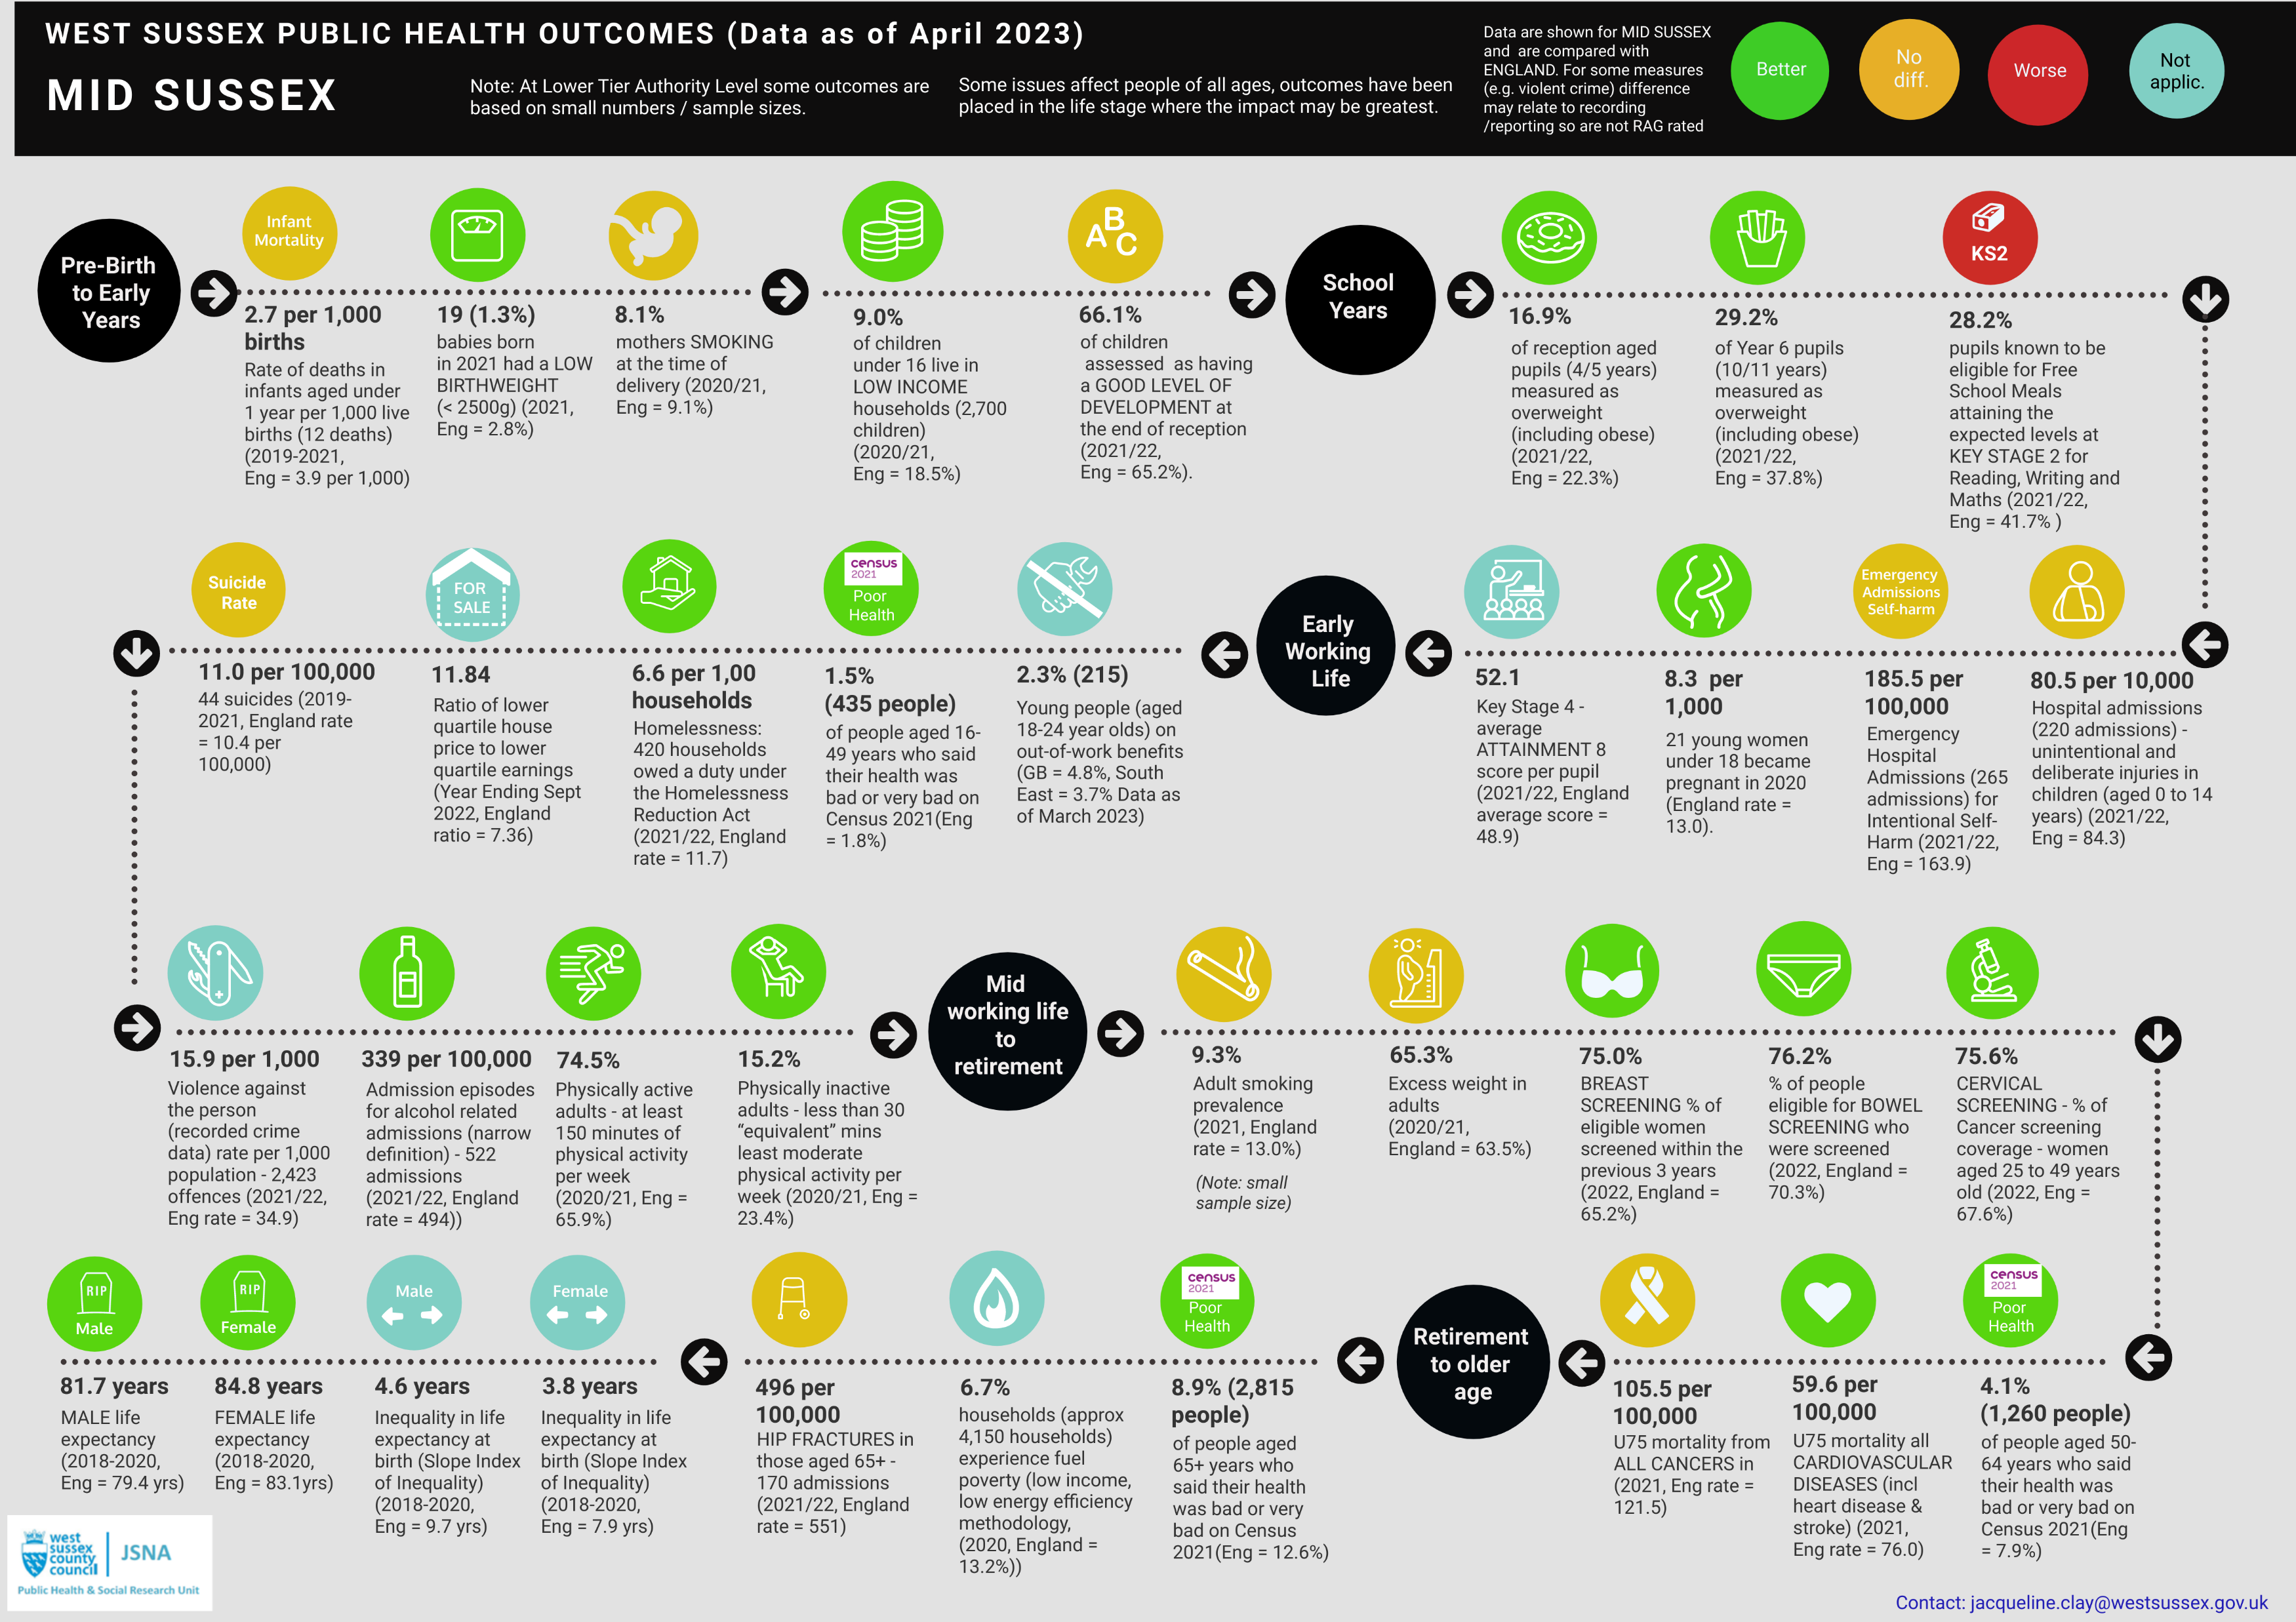 WEST SUSSEX PUBLIC HEALTH OUTCOMES (Data as of April 2023)
MID SUSSEX
Note: At Lower Tier Authority Level some outcomes are
based on small numbers / sample sizes.
Some issues affect people of all ages, outcomes have been
placed in the life stage where the impact may be greatest.
Data are shown for MID SUSSEX
and are compared with
ENGLAND. For some measures
(e.g. violent crime) difference
may relate to recording
/reporting so are not RAG rated
Better
No
diff.
Worse
Not
applic.
Pre-Birth
to Early
Years
Infant
Mortality
2.7 per 1,000
births
Rate of deaths in
infants aged under
1 year per 1,000 live
births (12 deaths)
(2019-2021,
Eng = 3.9 per 1,000)
19 (1.3%)
babies born
in 2021 had a LOW
BIRTHWEIGHT
(< 2500g) (2021,
Eng = 2.8%)
8.1%
mothers SMOKING
at the time of
delivery (2020/21,
Eng = 9.1%)
9.0%
of children
under 16 live in
LOW INCOME
households (2,700
children)
(2020/21,
Eng = 18.5%)
A
B
C
66.1%
of children
assessed as having
a GOOD LEVEL OF
DEVELOPMENT at
the end of reception
(2021/22,
Eng = 65.2%).
School
Years
16.9%
of reception aged
pupils (4/5 years)
measured as
overweight
(including obese)
(2021/22,
Eng = 22.3%)
29.2%
of Year 6 pupils
(10/11 years)
measured as
overweight
(including obese)
(2021/22,
Eng = 37.8%)
KS2
28.2%
pupils known to be
eligible for Free
School Meals
attaining the
expected levels at
KEY STAGE 2 for
Reading, Writing and
Maths (2021/22,
Eng = 41.7% )
Suicide
Rate
11.0 per 100,000
44 suicides (2019-
2021, England rate
= 10.4 per
100,000)
FOR
SALE
11.84
Ratio of lower
quartile house
price to lower
quartile earnings
(Year Ending Sept
2022, England
ratio = 7.36)
6.6 per 1,00
households
Homelessness:
420 households
owed a duty under
the Homelessness
Reduction Act
(2021/22, England
rate = 11.7)
census
2021
Poor
Health
1.5%
(435 people)
of people aged 16-
49 years who said
their health was
bad or very bad on
Census 2021(Eng
= 1.8%)
2.3% (215)
Young people (aged
18-24 year olds) on
out-of-work benefits
(GB = 4.8%, South
East = 3.7% Data as
of March 2023)
Early
Working
Life
52.1
Key Stage 4 -
average
ATTAINMENT 8
score per pupil
(2021/22, England
average score =
48.9)
8.3 per
1,000
21 young women
under 18 became
pregnant in 2020
(England rate =
13.0).
Emergency
Admissions
Self-harm
185.5 per
100,000
Emergency
Hospital
Admissions (265
admissions) for
Intentional Self-
Harm (2021/22,
Eng = 163.9)
80.5 per 10,000
Hospital admissions
(220 admissions) -
unintentional and
deliberate injuries in
children (aged 0 to 14
years) (2021/22,
Eng = 84.3)
15.9 per 1,000
Violence against
the person
(recorded crime
data) rate per 1,000
population - 2,423
offences (2021/22,
Eng rate = 34.9)
339 per 100,000
Admission episodes
for alcohol related
admissions (narrow
definition) - 522
admissions
(2021/22, England
rate = 494))
74.5%
Physically active
adults - at least
150 minutes of
physical activity
per week
(2020/21, Eng =
65.9%)
15.2%
Physically inactive
adults - less than 30
“equivalent” mins
least moderate
physical activity per
week (2020/21, Eng =
23.4%)
Mid
working life
to
retirement
9.3%
Adult smoking
prevalence
(2021, England
rate = 13.0%)
(Note: small
sample size)
65.3%
Excess weight in
adults
(2020/21,
England = 63.5%)
75.0%
BREAST
SCREENING % of
eligible women
screened within the
previous 3 years
(2022, England =
65.2%)
76.2%
% of people
eligible for BOWEL
SCREENING who
were screened
(2022, England =
70.3%)
75.6%
CERVICAL
SCREENING - % of
Cancer screening
coverage - women
aged 25 to 49 years
old (2022, Eng =
67.6%)
RIP
Male
81.7 years
MALE life
expectancy
(2018-2020,
Eng = 79.4 yrs)
RIP
Female
84.8 years
FEMALE life
expectancy
(2018-2020,
Eng = 83.1yrs)
Male
4.6 years
Inequality in life
expectancy at
birth (Slope Index
of Inequality)
(2018-2020,
Eng = 9.7 yrs)
Female
3.8 years
Inequality in life
expectancy at
birth (Slope Index
of Inequality)
(2018-2020,
Eng = 7.9 yrs)
496 per
100,000
HIP FRACTURES in
those aged 65+ -
170 admissions
(2021/22, England
rate = 551)
6.7%
households (approx
4,150 households)
experience fuel
poverty (low income,
low energy efficiency
methodology,
(2020, England =
13.2%))
census
2021
Poor
Health
8.9% (2,815
people)
of people aged
65+ years who
said their health
was bad or very
bad on Census
2021(Eng = 12.6%)
Retirement
to older
age
105.5 per
100,000
U75 mortality from
ALL CANCERS in
(2021, Eng rate =
121.5)
59.6 per
100,000
U75 mortality all
CARDIOVASCULAR
DISEASES (incl
heart disease &
stroke) (2021,
Eng rate = 76.0)
census
2021
Poor
Health
4.1%
(1,260 people)
of people aged 50-
64 years who said
their health was
bad or very bad on
Census 2021(Eng
= 7.9%)
west
sussex
county
council
JSNA
Public Health & Social Research Unit
Contact: jacqueline.clay@westsussex.gov.uk